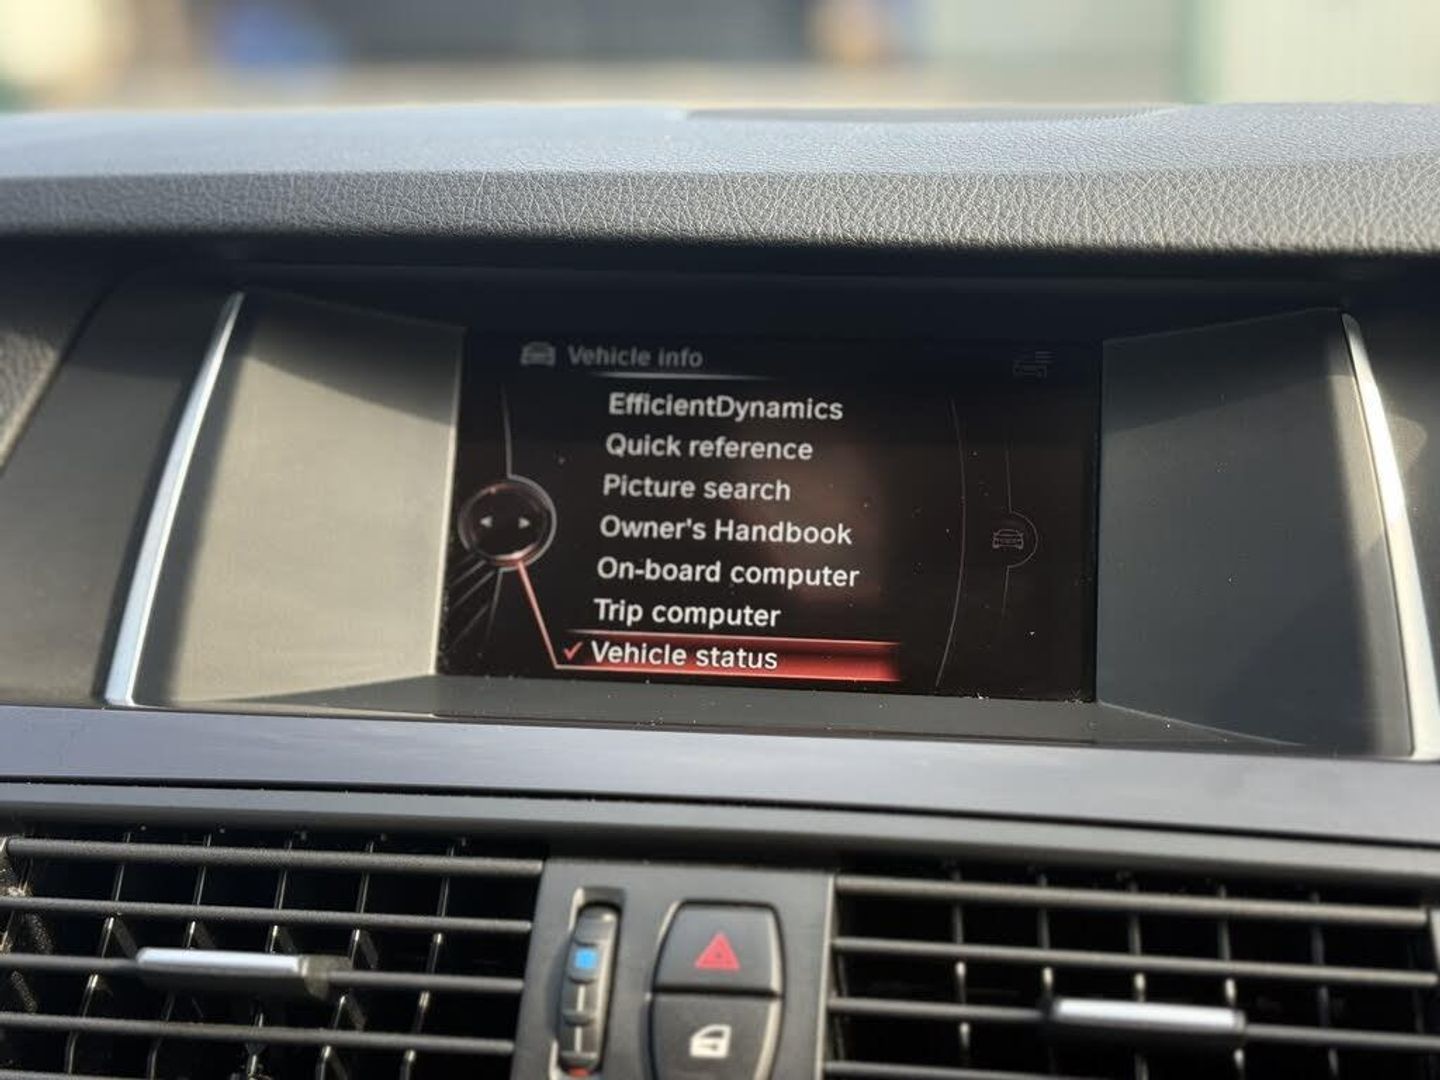 Vehicle info
EfficientDynamics
Quick reference
Picture search
Owner's Handbook
On-board computer
Trip computer
Vehicle status